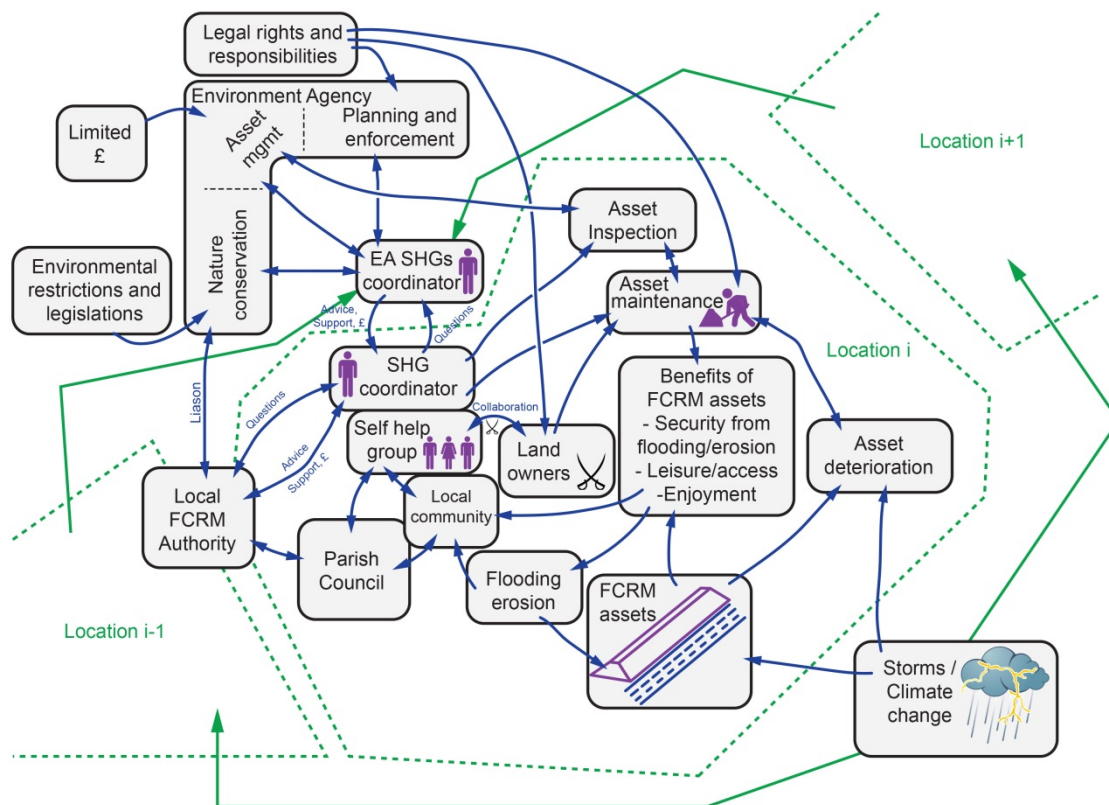 Legal rights and
responsibilities
Environment Agency
Limited
£
Asset
mgmt
Planning and
enforcement
Location i+1
Nature
conservation
Asset
Inspection
EA SHGs
coordinator
Environmental
restrictions and
legislations
Asset
maintenance
Advice,
Support, £
Questions
Location i
SHG
coordinator
Liason
Questions
Benefits of
FCRM assets
- Security from
flooding/erosion
- Leisure/access
-Enjoyment
Collaboration
Self help
group
Land
owners
Asset
deterioration
Advice
Support, £
Local
FCRM
Authority
Local
community
Parish
Council
Flooding
erosion
FCRM
assets
Location i-1
Storms /
Climate
change